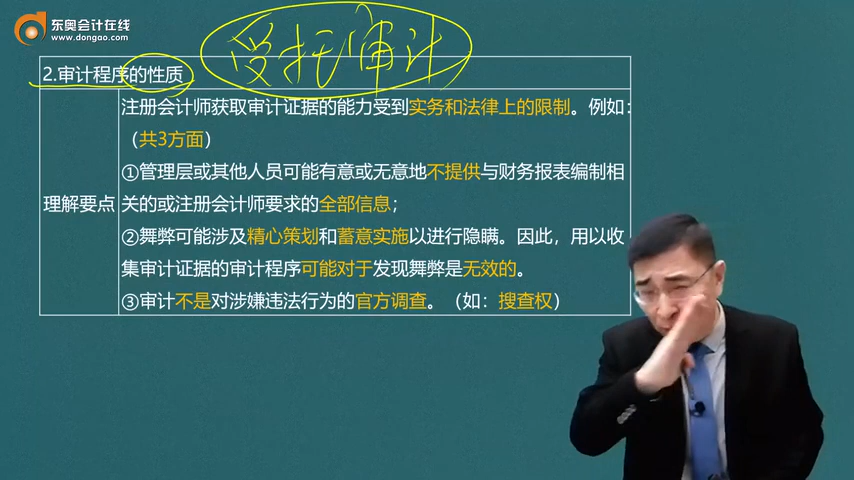 东奥会计在线
www.dongao.com
受托审计
2.审计程序的性质
注册会计师获取审计证据的能力受到实务和法律上的限制。例如：
（共3方面）
①管理层或其他人员可能有意或无意地不提供与财务报表编制相
理解要点
关的或注册会计师要求的全部信息；
②舞弊可能涉及精心策划和蓄意实施以进行隐瞒。因此，用以收
集审计证据的审计程序可能对于发现舞弊是无效的。
③审计不是对涉嫌违法行为的官方调查。（如：搜查权）